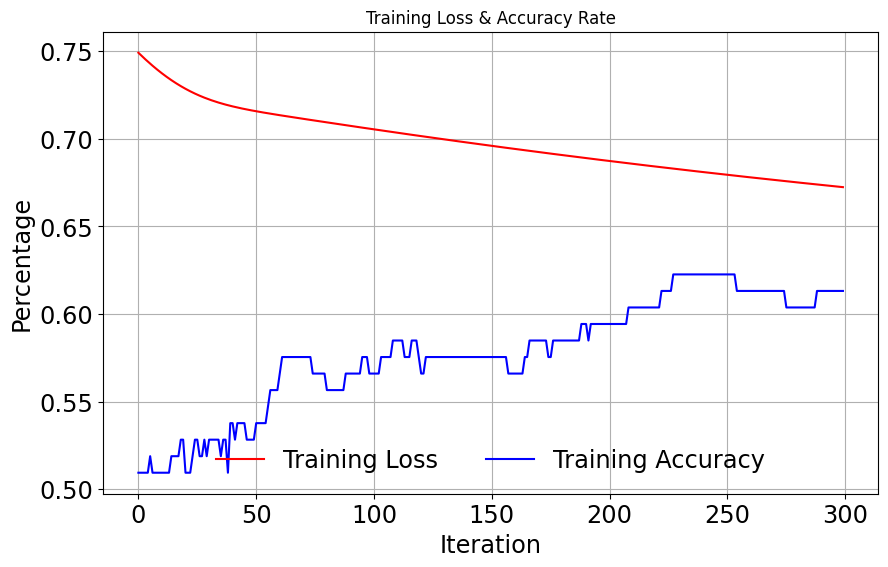 Training Loss & Accuracy Rate
0.75
0.70
0.65
0.60
0.55
0.50
Percentage
Training Loss
Training Accuracy
0 50 100 150 200 250 300
Iteration